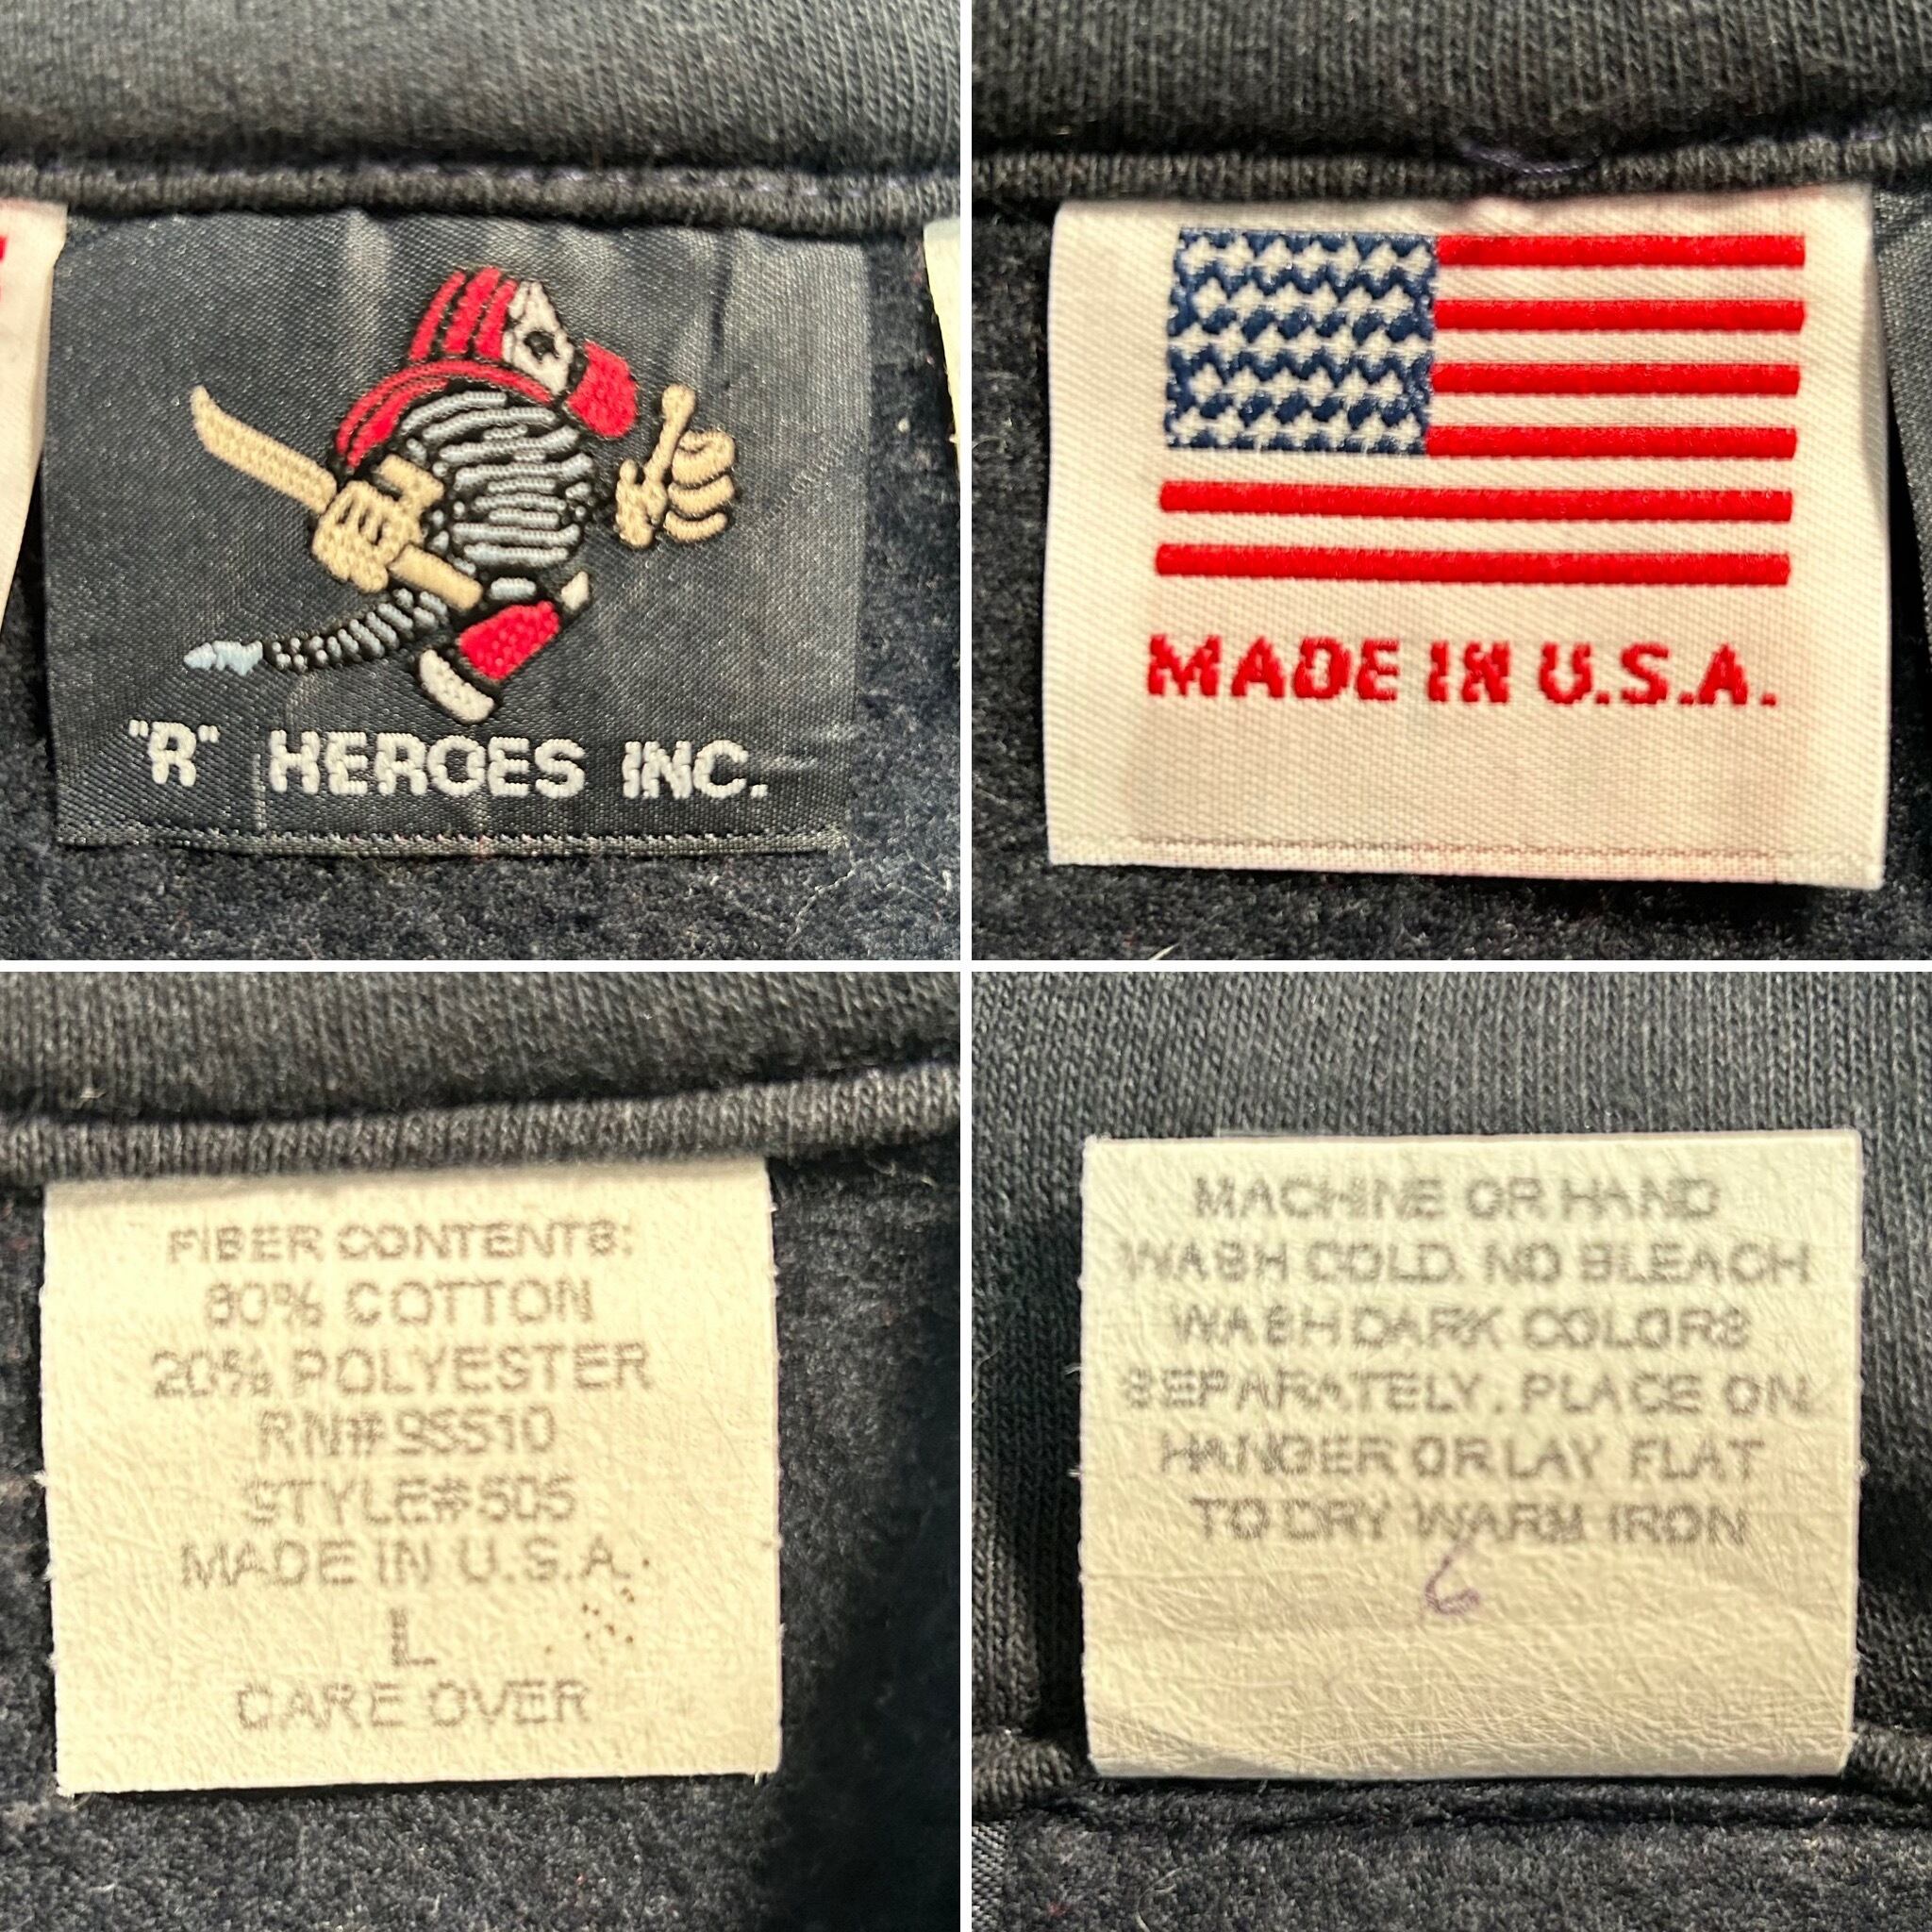 "R" HEROES INC.
MADE IN U.S.A.
FIBER CONTENTS:
80% COTTON
20% POLYESTER
RN#95510
STYLE#505
MADE IN U.S.A.
L
CARE OVER
MACHINE OR HAND
WASH COLD. NO BLEACH
WASH DARK COLORS
SEPARATELY. PLACE ON
HANGER OR LAY FLAT
TO DRY WARM IRON
6